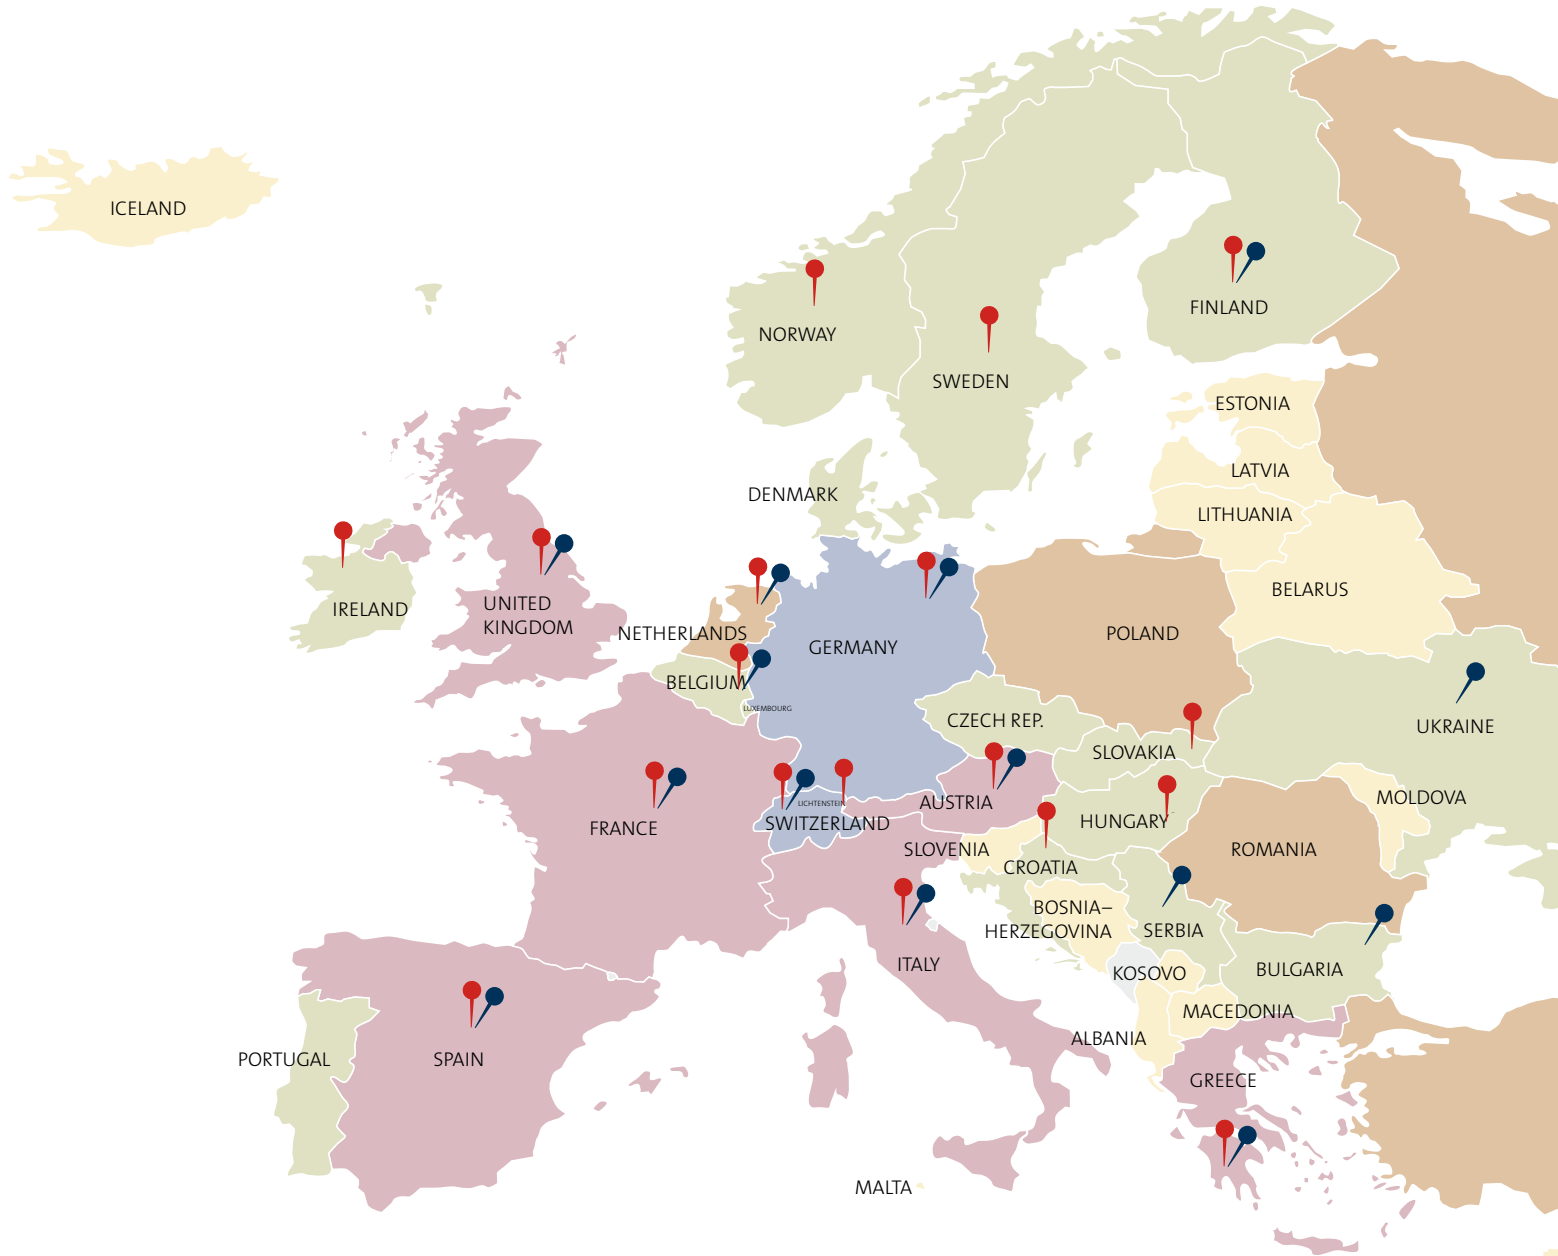 ICELAND
FINLAND
NORWAY
SWEDEN
ESTONIA
LATVIA
DENMARK
LITHUANIA
BELARUS
IRELAND
UNITED
KINGDOM
NETHERLANDS
GERMANY
POLAND
BELGIUM
LUXEMBOURG
CZECH REP.
UKRAINE
SLOVAKIA
MOLDOVA
AUSTRIA
LICHTENSTEIN
SWITZERLAND
HUNGARY
FRANCE
SLOVENIA
ROMANIA
CROATIA
BOSNIA–
HERZEGOVINA
SERBIA
ITALY
KOSOVO
BULGARIA
MACEDONIA
ALBANIA
PORTUGAL
SPAIN
GREECE
MALTA